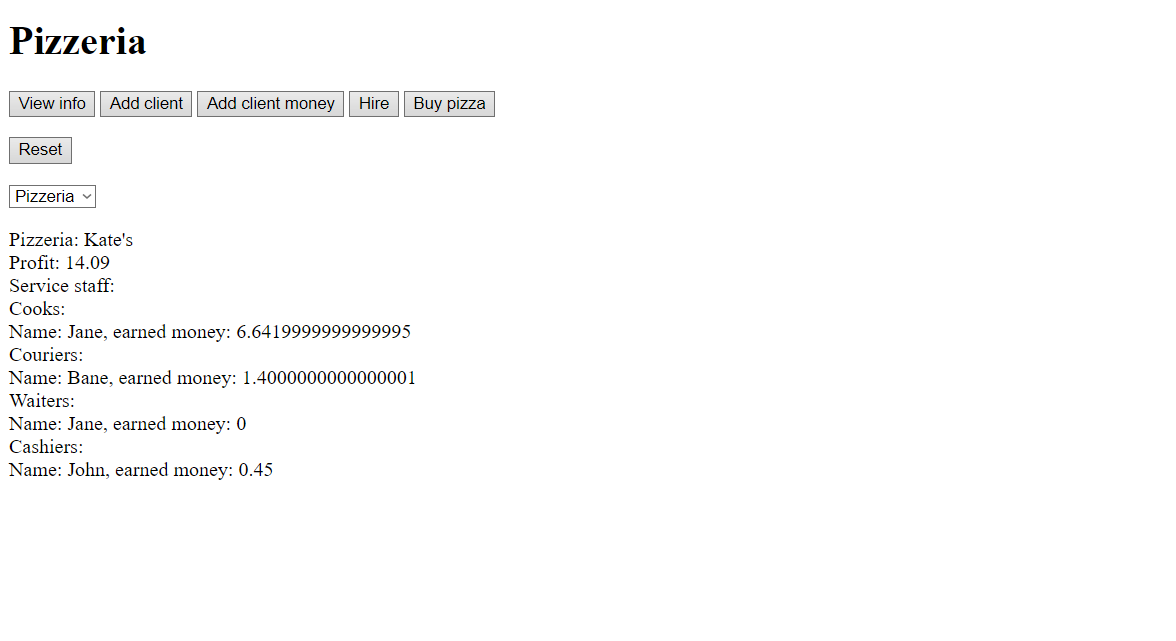 Pizzeria
View info Add client Add client money Hire Buy pizza
Reset
Pizzeria
Pizzeria: Kate's
Profit: 14.09
Service staff:
Cooks:
Name: Jane, earned money: 6.6419999999999995
Couriers:
Name: Bane, earned money: 1.4000000000000001
Waiters:
Name: Jane, earned money: 0
Cashiers:
Name: John, earned money: 0.45